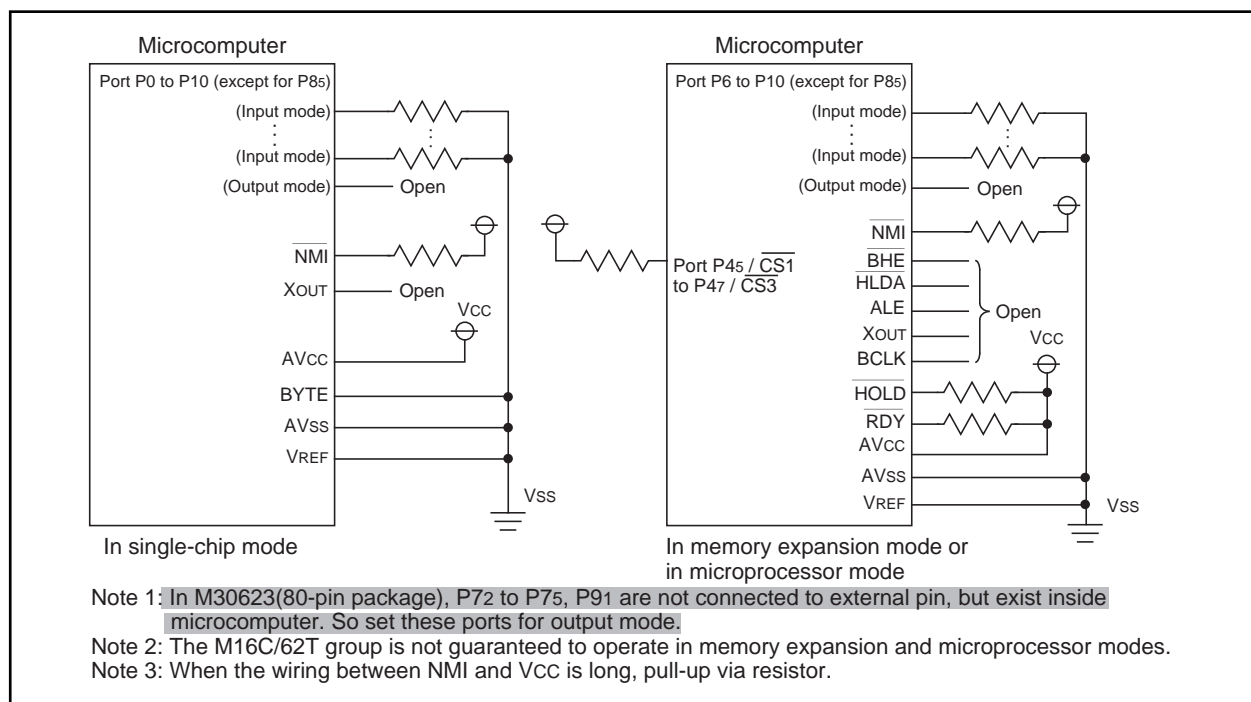 Microcomputer
Port P0 to P10 (except for P85)
(Input mode)
(Input mode)
(Output mode)
Open
NMI
XOUT
Open
VCC
AVCC
BYTE
AVSS
VREF
VSS
In single-chip mode
Microcomputer
Port P6 to P10 (except for P85)
(Input mode)
(Input mode)
(Output mode)
Open
NMI
Port P45 / CS1
to P47 / CS3
BHE
HLDA
ALE
XOUT
BCLK
Open
VCC
HOLD
RDY
AVCC
AVSS
VREF
VSS
In memory expansion mode or
in microprocessor mode
Note 1: In M30623(80-pin package), P72 to P75, P91 are not connected to external pin, but exist inside
microcomputer. So set these ports for output mode.
Note 2: The M16C/62T group is not guaranteed to operate in memory expansion and microprocessor modes.
Note 3: When the wiring between NMI and VCC is long, pull-up via resistor.